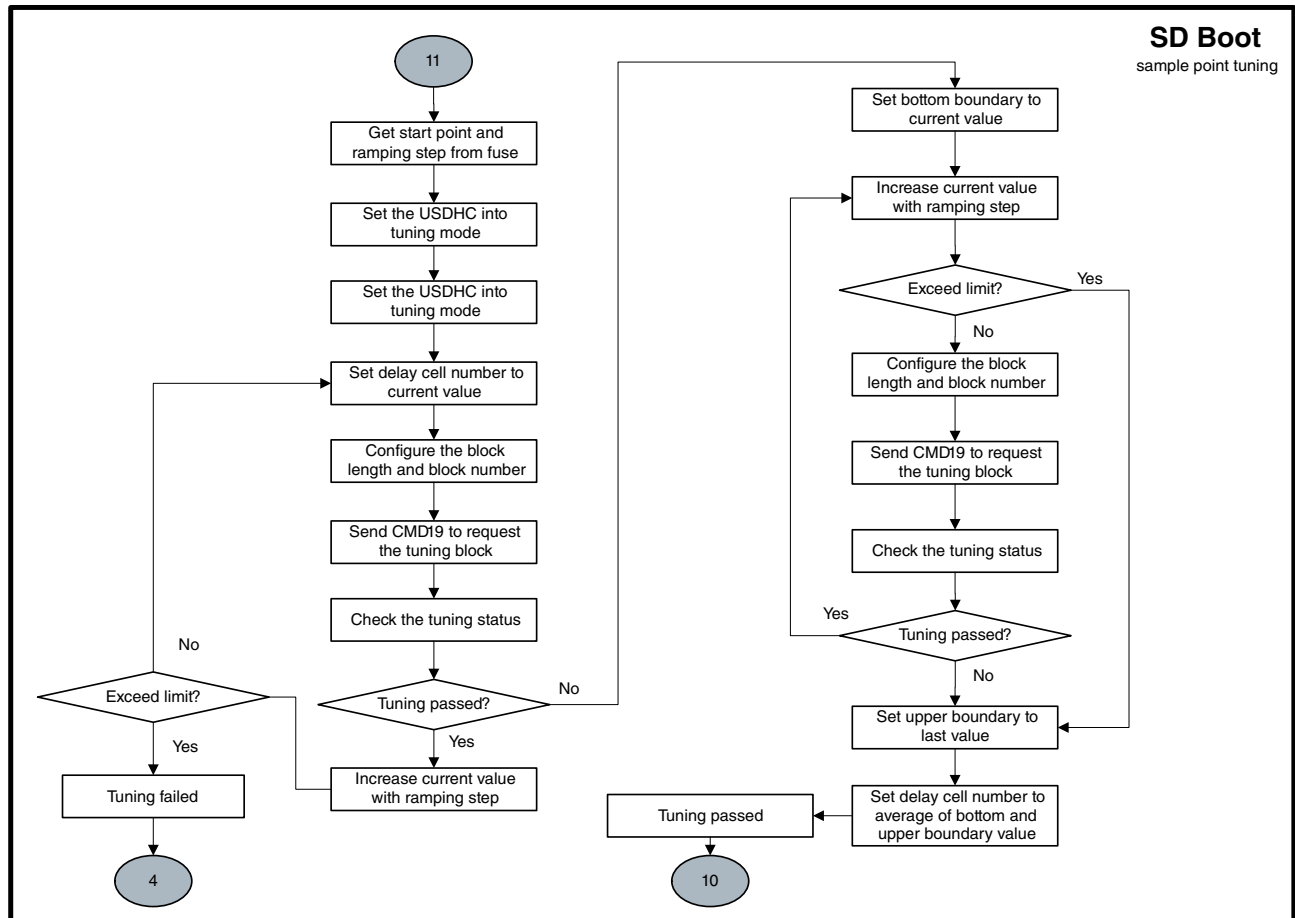 SD Boot
sample point tuning
11
Get start point and
ramping step from fuse
Set the USDHC into
tuning mode
Set the USDHC into
tuning mode
Set delay cell number to
current value
Configure the block
length and block number
Send CMD19 to request
the tuning block
Check the tuning status
Tuning passed?
No
Yes
Increase current value
with ramping step
Exceed limit?
No
Yes
Tuning failed
4
Set bottom boundary to
current value
Increase current value
with ramping step
Exceed limit?
Yes
No
Configure the block
length and block number
Send CMD19 to request
the tuning block
Check the tuning status
Tuning passed?
Yes
No
Set upper boundary to
last value
Set delay cell number to
average of bottom and
upper boundary value
Tuning passed
10